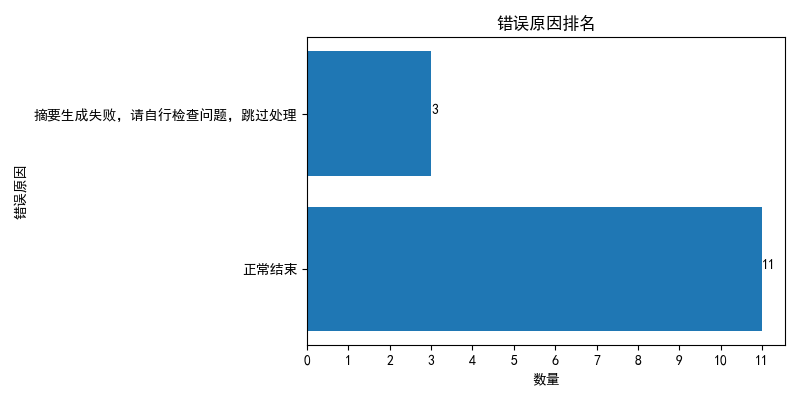 错误原因排名
摘要生成失败，请自行检查问题，跳过处理
3
错误原因
正常结束
11
0 1 2 3 4 5 6 7 8 9 10 11
数量